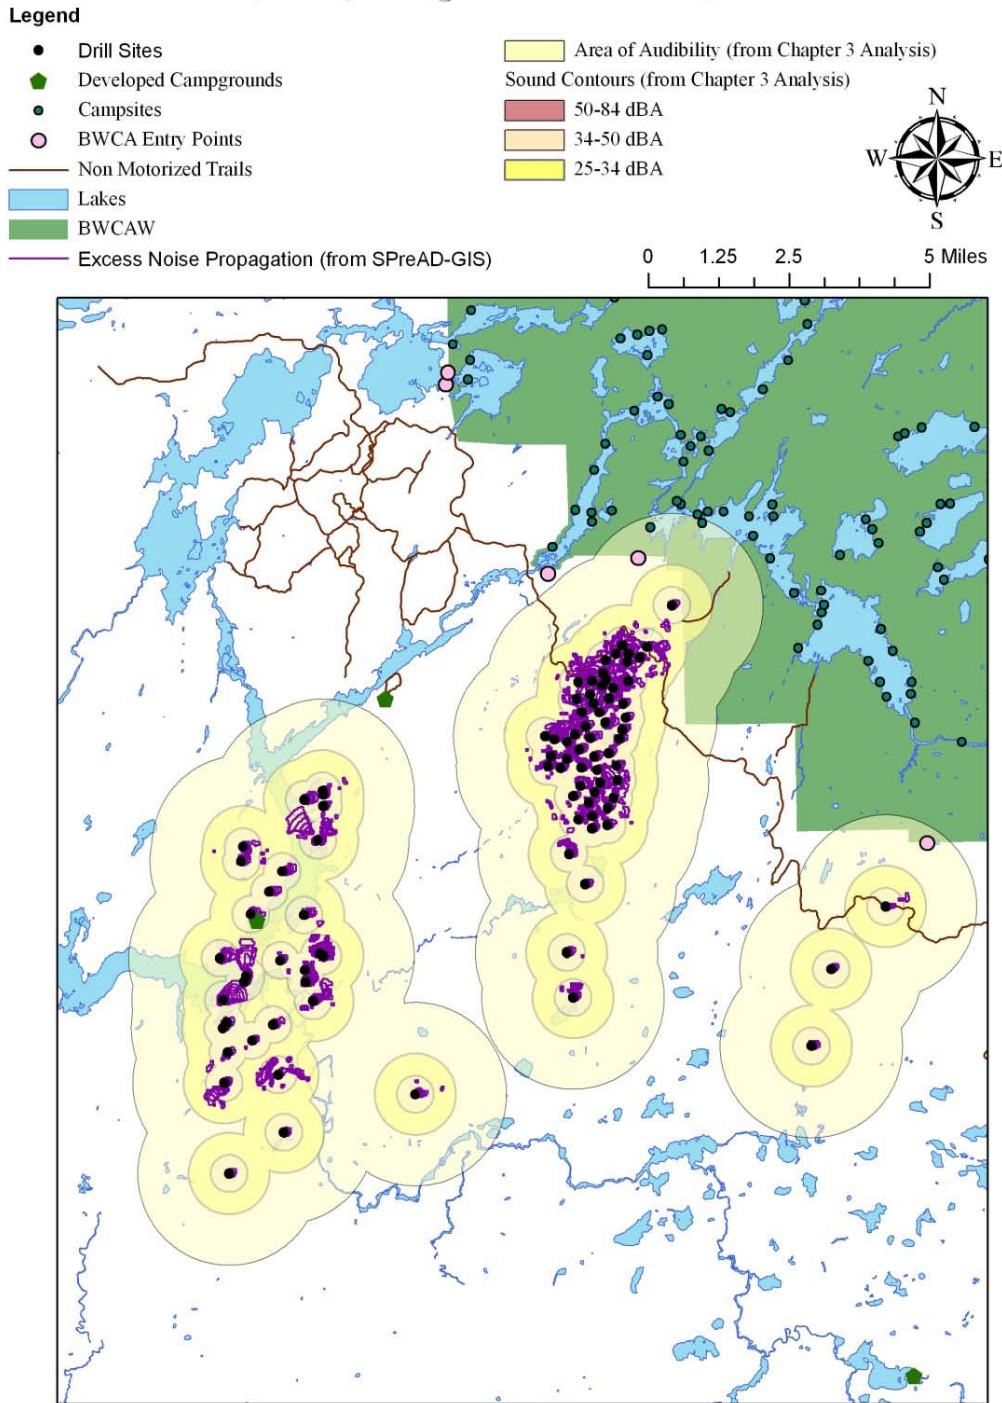 Legend
Drill Sites
Developed Campgrounds
Campsites
BWCA Entry Points
Non Motorized Trails
Lakes
BWCAW
Excess Noise Propagation (from SPreAD-GIS)
Area of Audibility (from Chapter 3 Analysis)
Sound Contours (from Chapter 3 Analysis)
50-84 dBA
34-50 dBA
25-34 dBA
N
W E
S
0 1.25 2.5 5 Miles